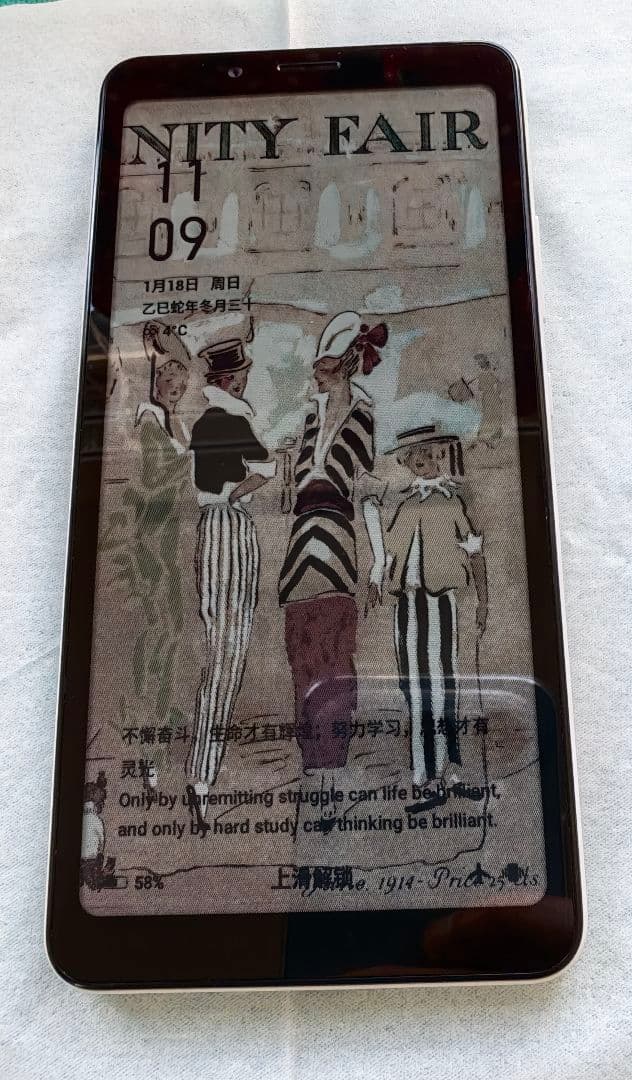 NITY FAIR
11
09
1月18日 周日
乙巳蛇年冬月三十
4°C
不懈奋斗，生命才有辉煌；努力学习，思想才有
灵光
Only by unremitting struggle can life be brilliant,
and only by hard study can thinking be brilliant.
58% 上滑解锁 1914 - Price 25 cts.